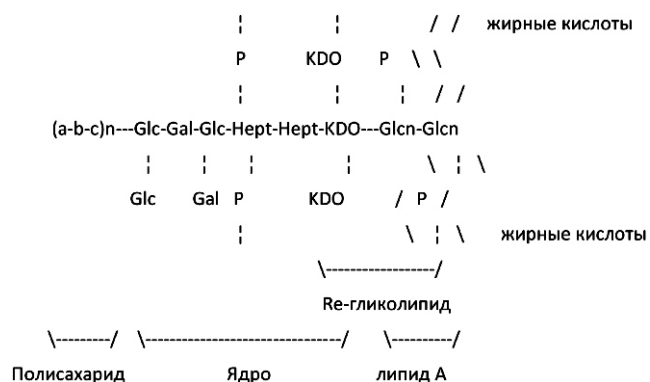 жирные кислоты
P KDO P
(a-b-c)n---Glc-Gal-Glc-Hept-Hept-KDO---Glcn-Glcn
Glc Gal P KDO P
жирные кислоты
Re-гликолипид
Полисахарид Ядро липид А